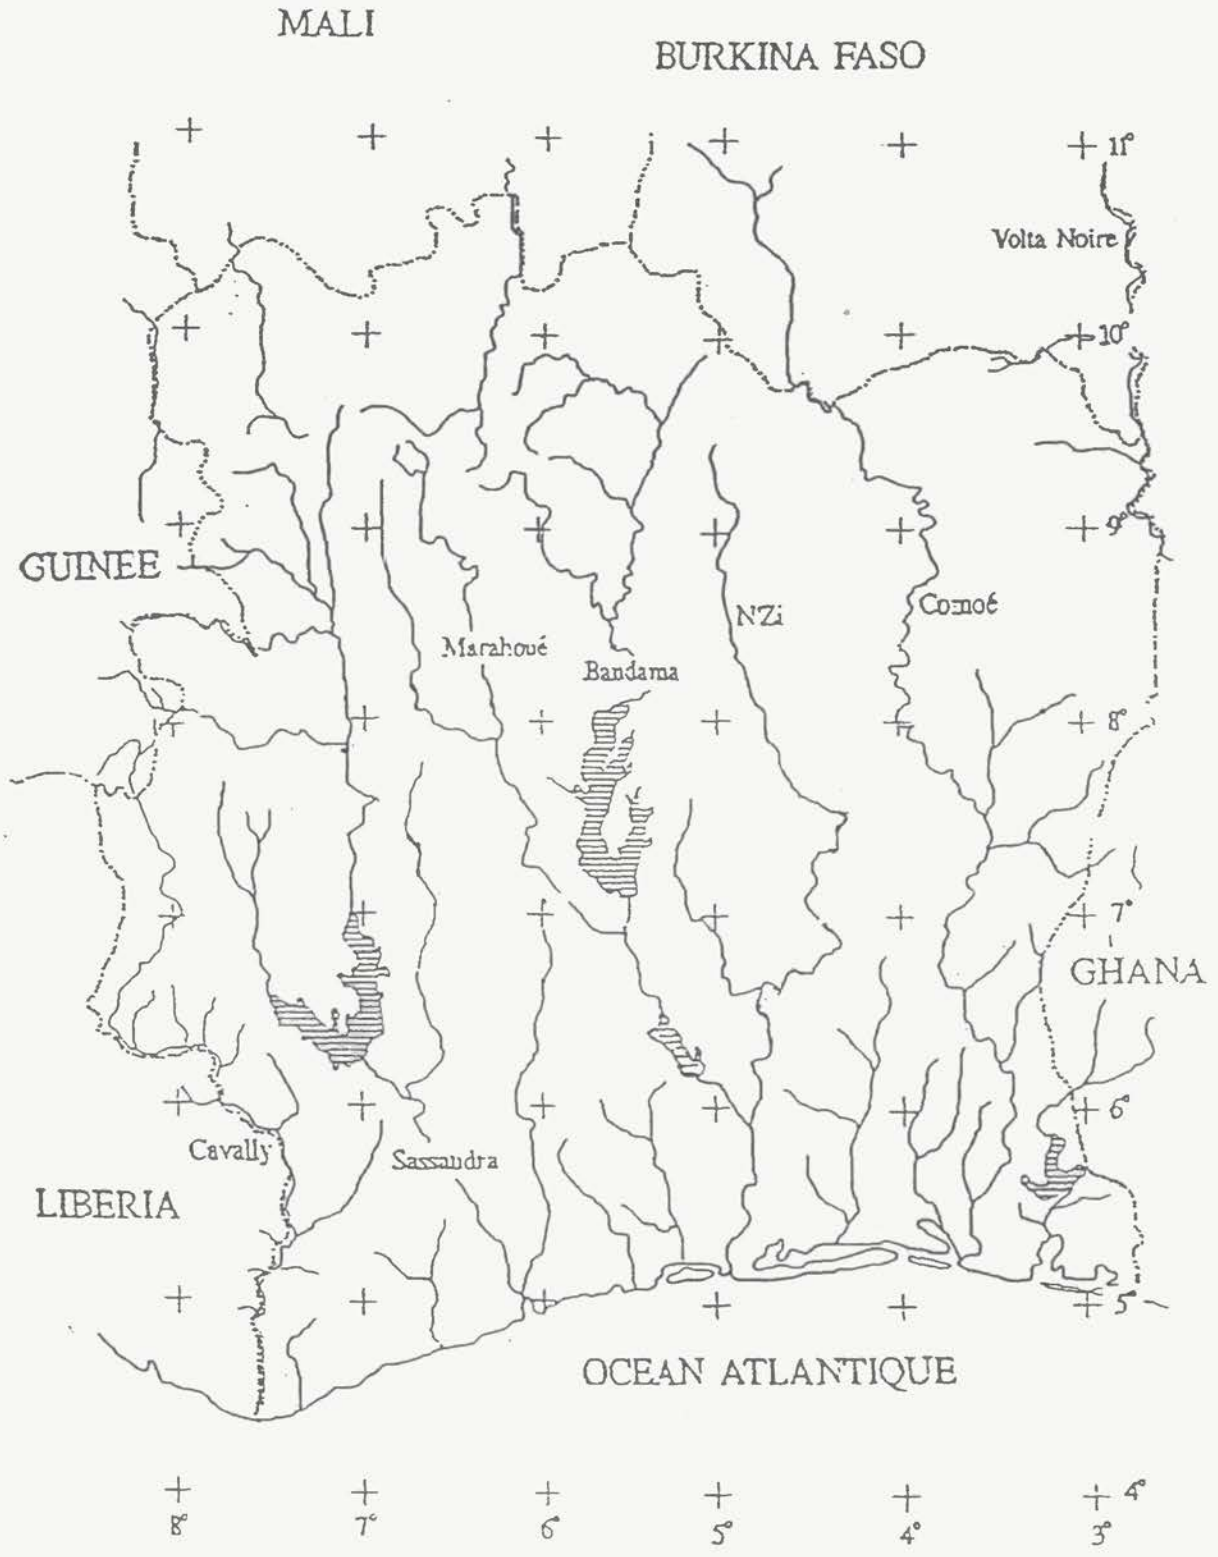 MALI
BURKINA FASO
11°
Volta Noire
10°
9°
GUINEE
NZi
Comoé
Marahoué
Bandama
8°
7°
GHANA
6°
Cavally
Sassandra
LIBERIA
5°
OCEAN ATLANTIQUE
4°
8° 7° 6° 5° 4° 3°